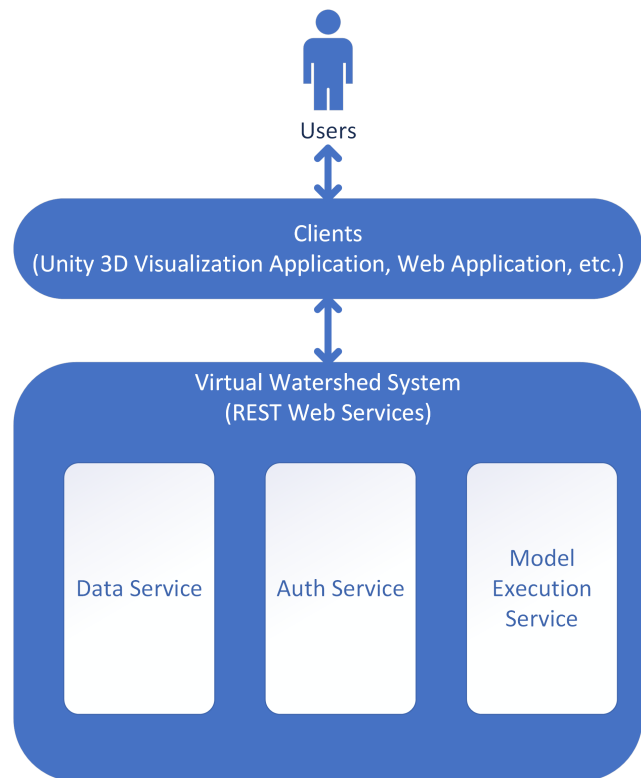 Users
Clients
(Unity 3D Visualization Application, Web Application, etc.)
Virtual Watershed System
(REST Web Services)
Data Service
Auth Service
Model
Execution
Service